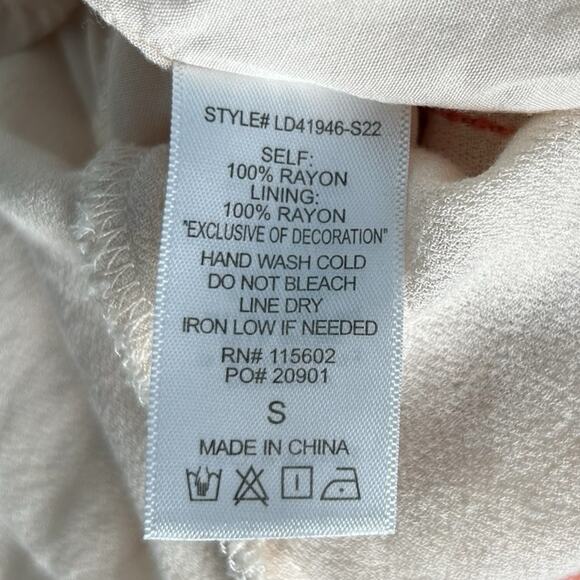 STYLE# LD41946-S22
SELF:
100% RAYON
LINING:
100% RAYON
"EXCLUSIVE OF DECORATION"
HAND WASH COLD
DO NOT BLEACH
LINE DRY
IRON LOW IF NEEDED
RN# 115602
PO# 20901
S
MADE IN CHINA